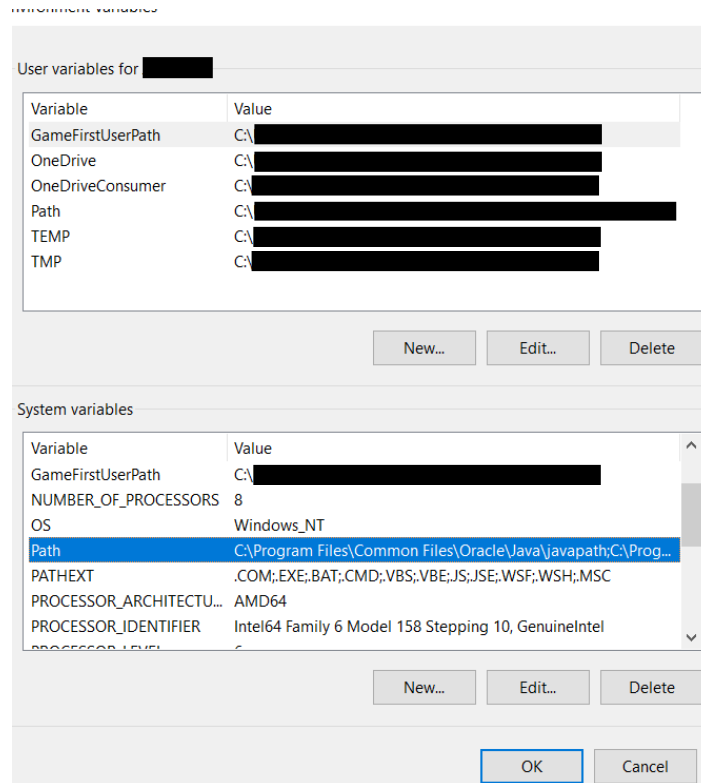 User variables for
Variable Value
GameFirstUserPath C:\
OneDrive C:\
OneDriveConsumer C:\
Path C:\
TEMP C:\
TMP C:\
New... Edit... Delete
System variables
Variable Value
GameFirstUserPath C:\
NUMBER_OF_PROCESSORS 8
OS Windows_NT
Path C:\Program Files\Common Files\Oracle\Java\javapath;C:\Prog...
PATHEXT .COM;.EXE;.BAT;.CMD;.VBS;.VBE;.JS;.JSE;.WSF;.WSH;.MSC
PROCESSOR_ARCHITECTU... AMD64
PROCESSOR_IDENTIFIER Intel64 Family 6 Model 158 Stepping 10, GenuineIntel
New... Edit... Delete
OK Cancel